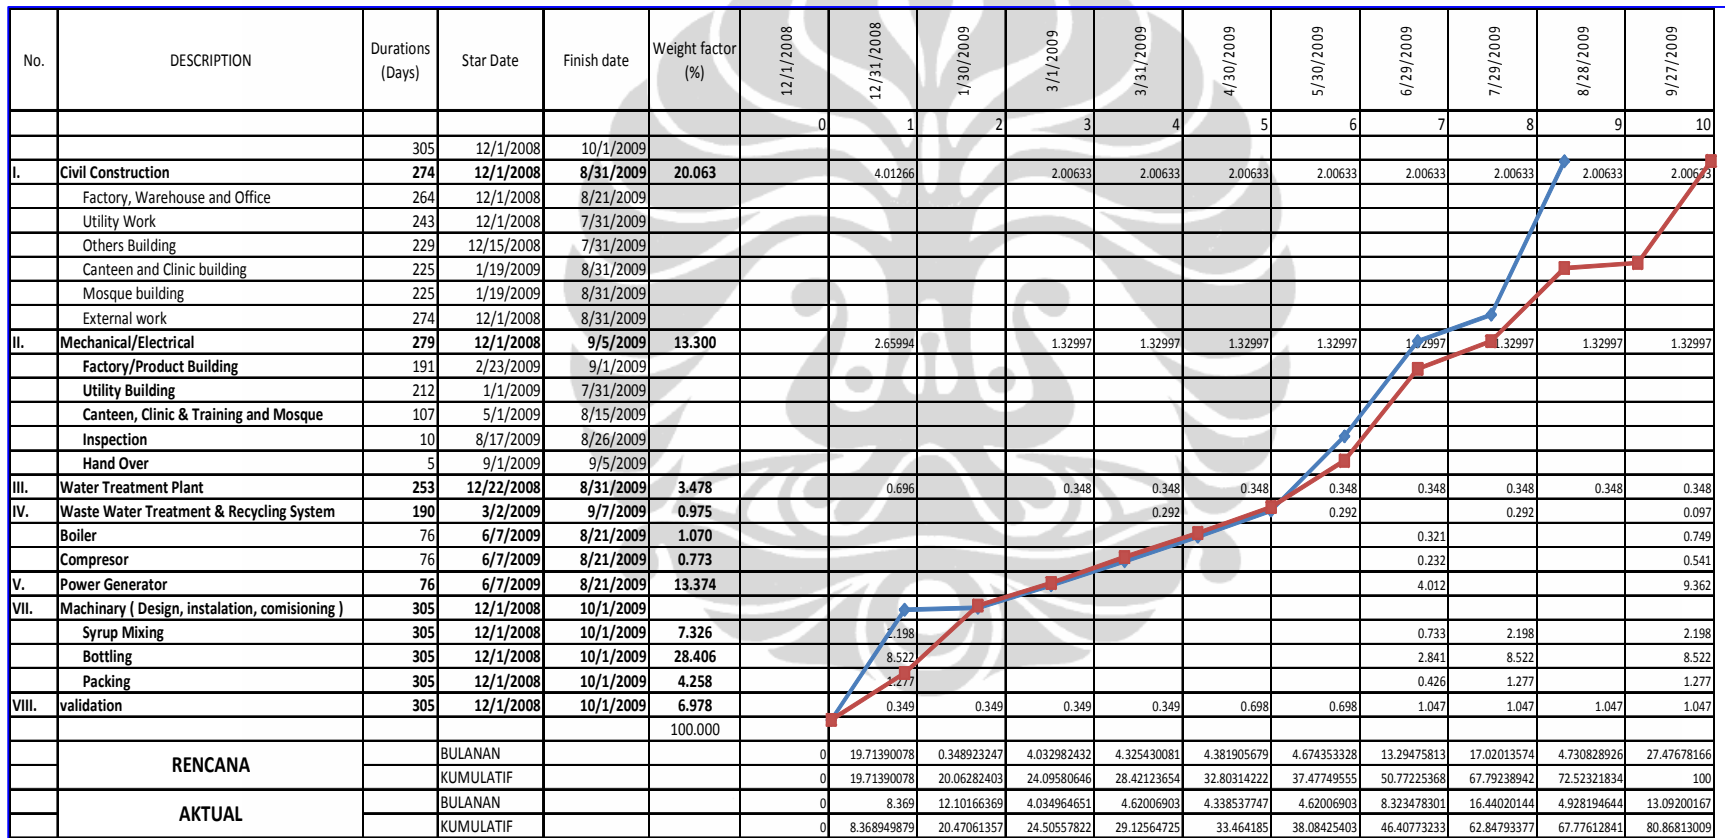 No. DESCRIPTION Durations (Days) Star Date Finish date Weight factor (%) 12/1/2008 12/31/2008 1/30/2009 3/1/2009 3/31/2009 4/30/2009 5/30/2009 6/29/2009 7/29/2009 8/28/2009 9/27/2009
0 1 2 3 4 5 6 7 8 9 10
305 12/1/2008 10/1/2009
I. Civil Construction 274 12/1/2008 8/31/2009 20.063 4.01266 2.00633 2.00633 2.00633 2.00633 2.00633 2.00633 2.00633 2.00633
Factory, Warehouse and Office 264 12/1/2008 8/21/2009
Utility Work 243 12/1/2008 7/31/2009
Others Building 229 12/15/2008 7/31/2009
Canteen and Clinic building 225 1/19/2009 8/31/2009
Mosque building 225 1/19/2009 8/31/2009
External work 274 12/1/2008 8/31/2009
II. Mechanical/Electrical 279 12/1/2008 9/5/2009 13.300 2.65994 1.32997 1.32997 1.32997 1.32997 1.32997 1.32997 1.32997 1.32997
Factory/Product Building 191 2/23/2009 9/1/2009
Utility Building 212 1/1/2009 7/31/2009
Canteen, Clinic & Training and Mosque 107 5/1/2009 8/15/2009
Inspection 10 8/17/2009 8/26/2009
Hand Over 5 9/1/2009 9/5/2009
III. Water Treatment Plant 253 12/22/2008 8/31/2009 3.478 0.696 0.348 0.348 0.348 0.348 0.348 0.348 0.348 0.348
IV. Waste Water Treatment & Recycling System 190 3/2/2009 9/7/2009 0.975 0.292 0.292 0.292 0.097
Boiler 76 6/7/2009 8/21/2009 1.070 0.321 0.749
Compresor 76 6/7/2009 8/21/2009 0.773 0.232 0.541
V. Power Generator 76 6/7/2009 8/21/2009 13.374 4.012 9.362
VII. Machinary ( Design, instalation, comisioning ) 305 12/1/2008 10/1/2009
Syrup Mixing 305 12/1/2008 10/1/2009 7.326 2.198 0.733 2.198 2.198
Bottling 305 12/1/2008 10/1/2009 28.406 8.522 2.841 8.522 8.522
Packing 305 12/1/2008 10/1/2009 4.258 1.277 0.426 1.277 1.277
VIII. validation 305 12/1/2008 10/1/2009 6.978 0.349 0.349 0.349 0.349 0.698 0.698 1.047 1.047 1.047 1.047
100.000
RENCANA
BULANAN 0 19.71390078 0.348923247 4.032982432 4.325430081 4.381905679 4.674353328 13.29475813 17.02013574 4.730828926 27.47678166
KUMULATIF 0 19.71390078 20.06282403 24.09580646 28.42123654 32.80314222 37.47749555 50.77225368 67.79238942 72.52321834 100
AKTUAL
BULANAN 0 8.369 12.10166369 4.034964651 4.62006903 4.338537747 4.62006903 8.323478301 16.44020144 4.928194644 13.09200167
KUMULATIF 0 8.368949879 20.47061357 24.50557822 29.12564725 33.464185 38.08425403 46.40773233 62.84793377 67.77612841 80.86813009